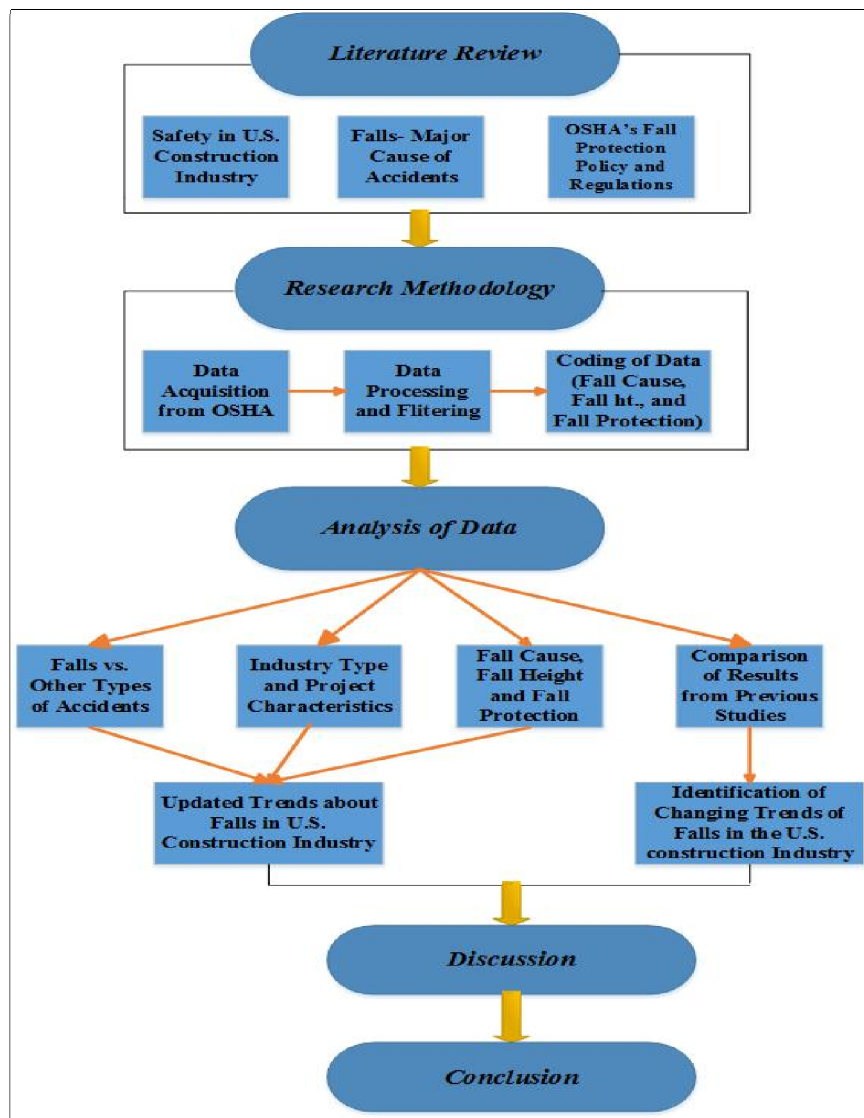 Literature Review
Safety in U.S.
Construction
Industry
Falls- Major
Cause of
Accidents
OSHA's Fall
Protection
Policy and
Regulations
Research Methodology
Data
Acquisition
from OSHA
Data
Processing
and Flitering
Coding of Data
(Fall Cause,
Fall ht., and
Fall Protection)
Analysis of Data
Falls vs.
Other Types
of Accidents
Industry Type
and Project
Characteristics
Fall Cause,
Fall Height
and Fall
Protection
Comparison
of Results
from Previous
Studies
Updated Trends about
Falls in U.S.
Construction Industry
Identification of
Changing Trends of
Falls in the U.S.
construction Industry
Discussion
Conclusion